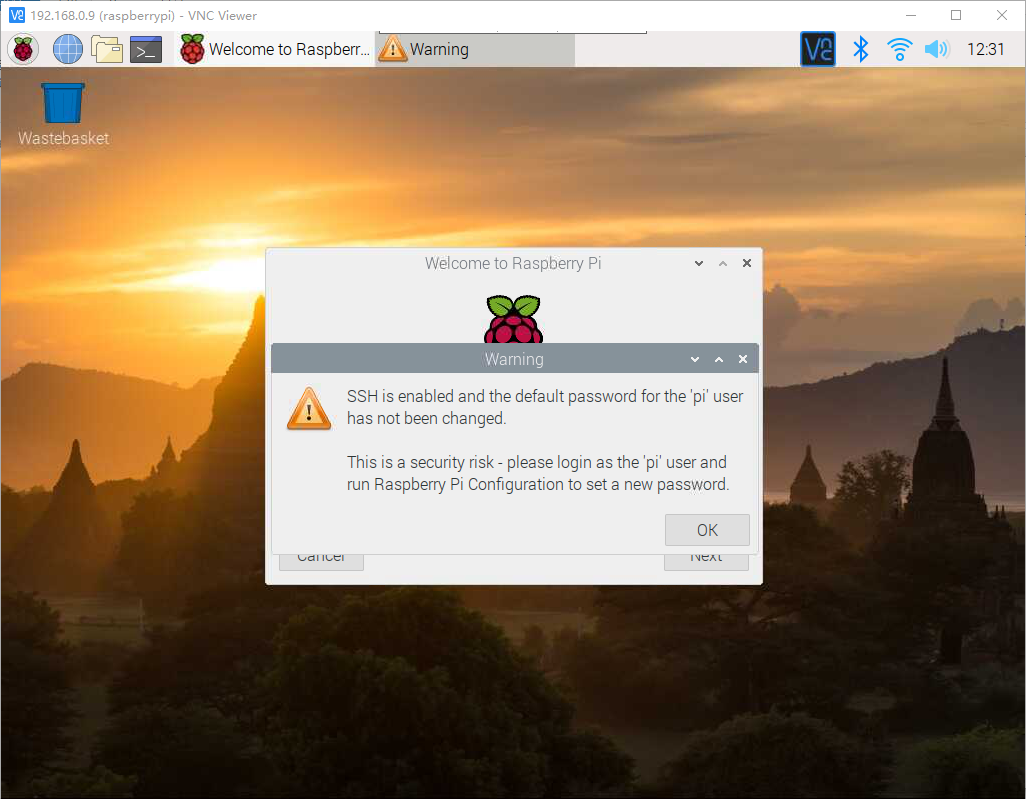 192.168.0.9 (raspberrypi) - VNC Viewer
Welcome to Raspberr...
Warning
12:31
Wastebasket
Welcome to Raspberry Pi
Warning
SSH is enabled and the default password for the 'pi' user
has not been changed.
This is a security risk - please login as the 'pi' user and
run Raspberry Pi Configuration to set a new password.
OK
Cancel
Next